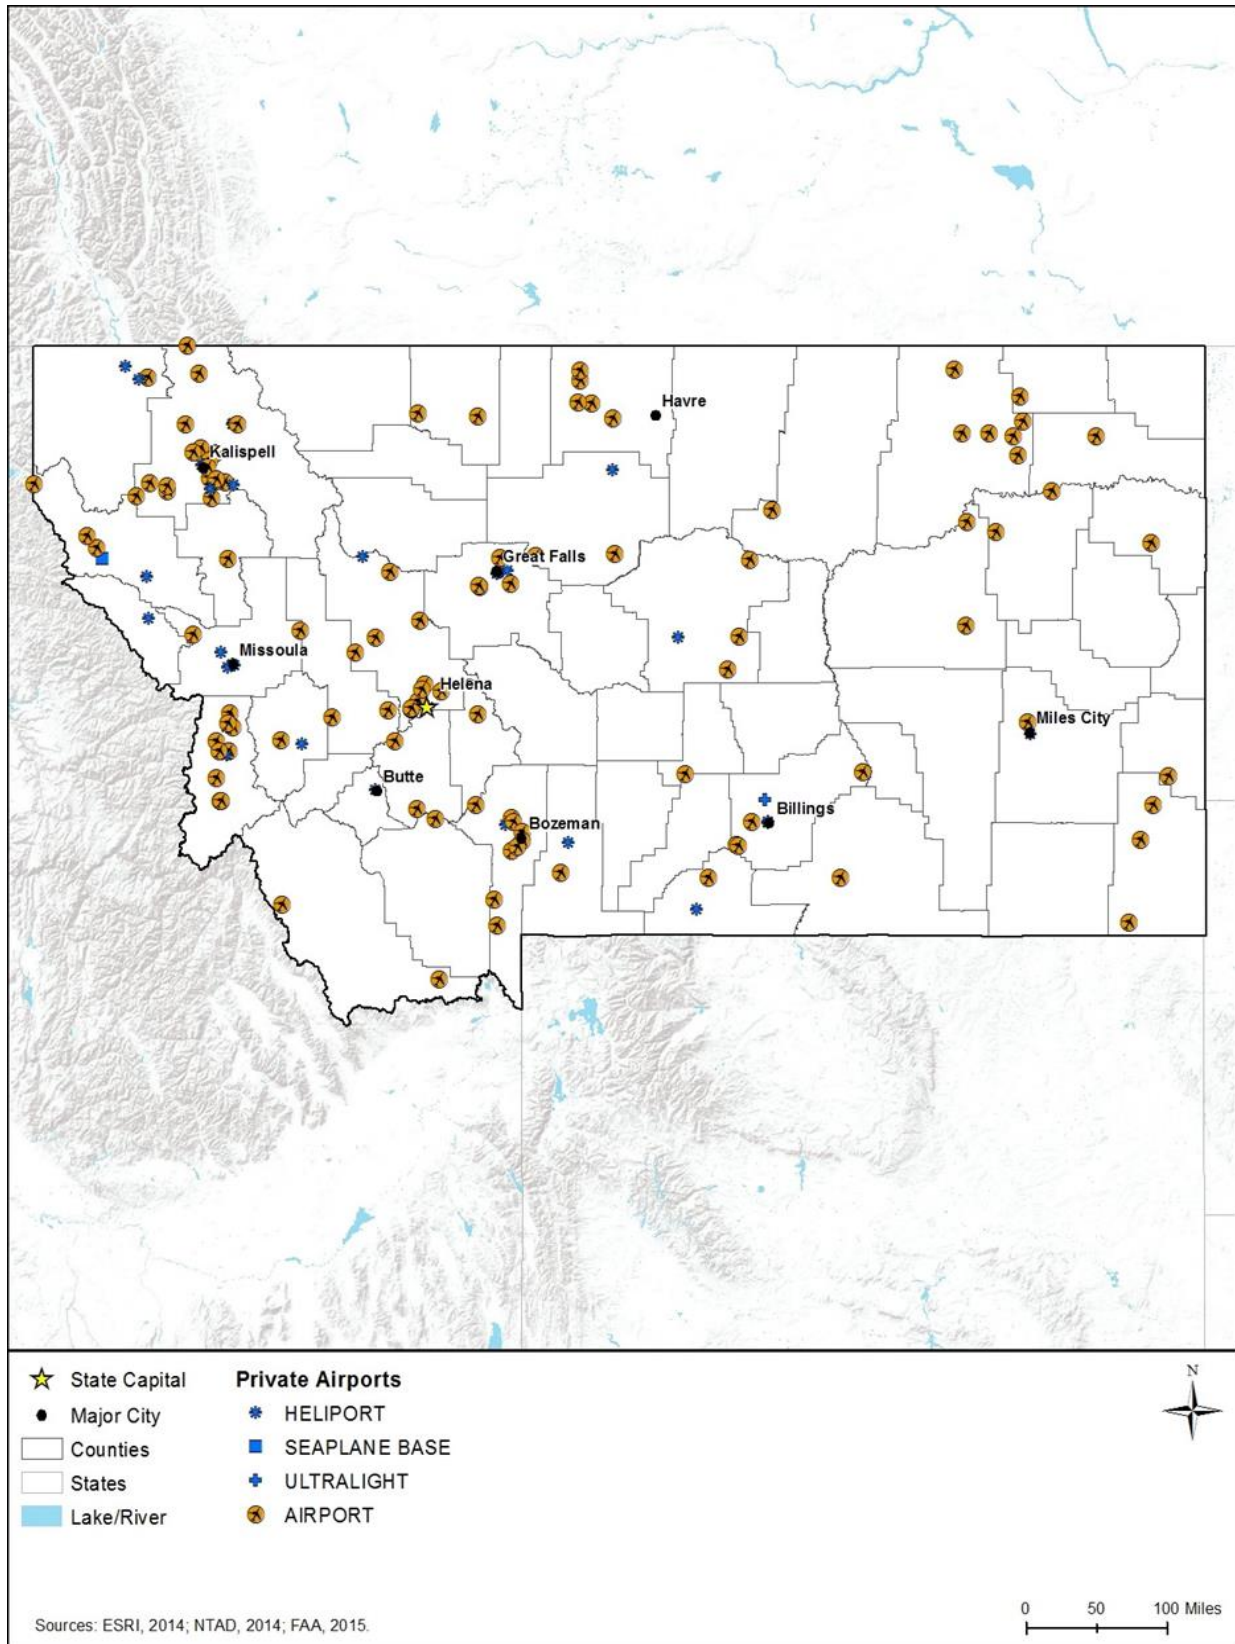 Havre
Kalispell
Great Falls
Missoula
Helena
Miles City
Butte
Billings
Bozeman
State Capital
Major City
Counties
States
Lake/River
Private Airports
HELIPORT
SEAPLANE BASE
ULTRALIGHT
AIRPORT
N
0 50 100 Miles
Sources: ESRI, 2014; NTAD, 2014; FAA, 2015.